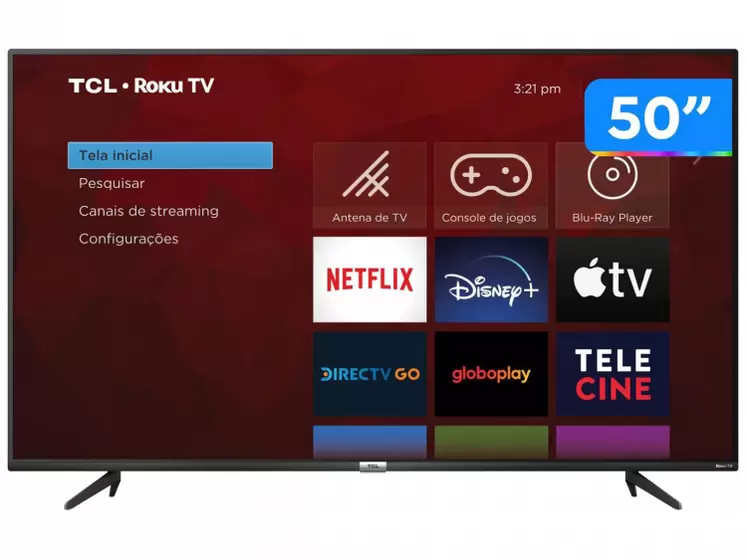 TCL • Roku TV
3:21 pm
50”
Tela inicial
Pesquisar
Canais de streaming
Configurações
Antena de TV
Console de jogos
Blu-Ray Player
NETFLIX
Disney+
tv
DIRECTV GO
globoplay
TELE
CINE
TCL
Roku TV